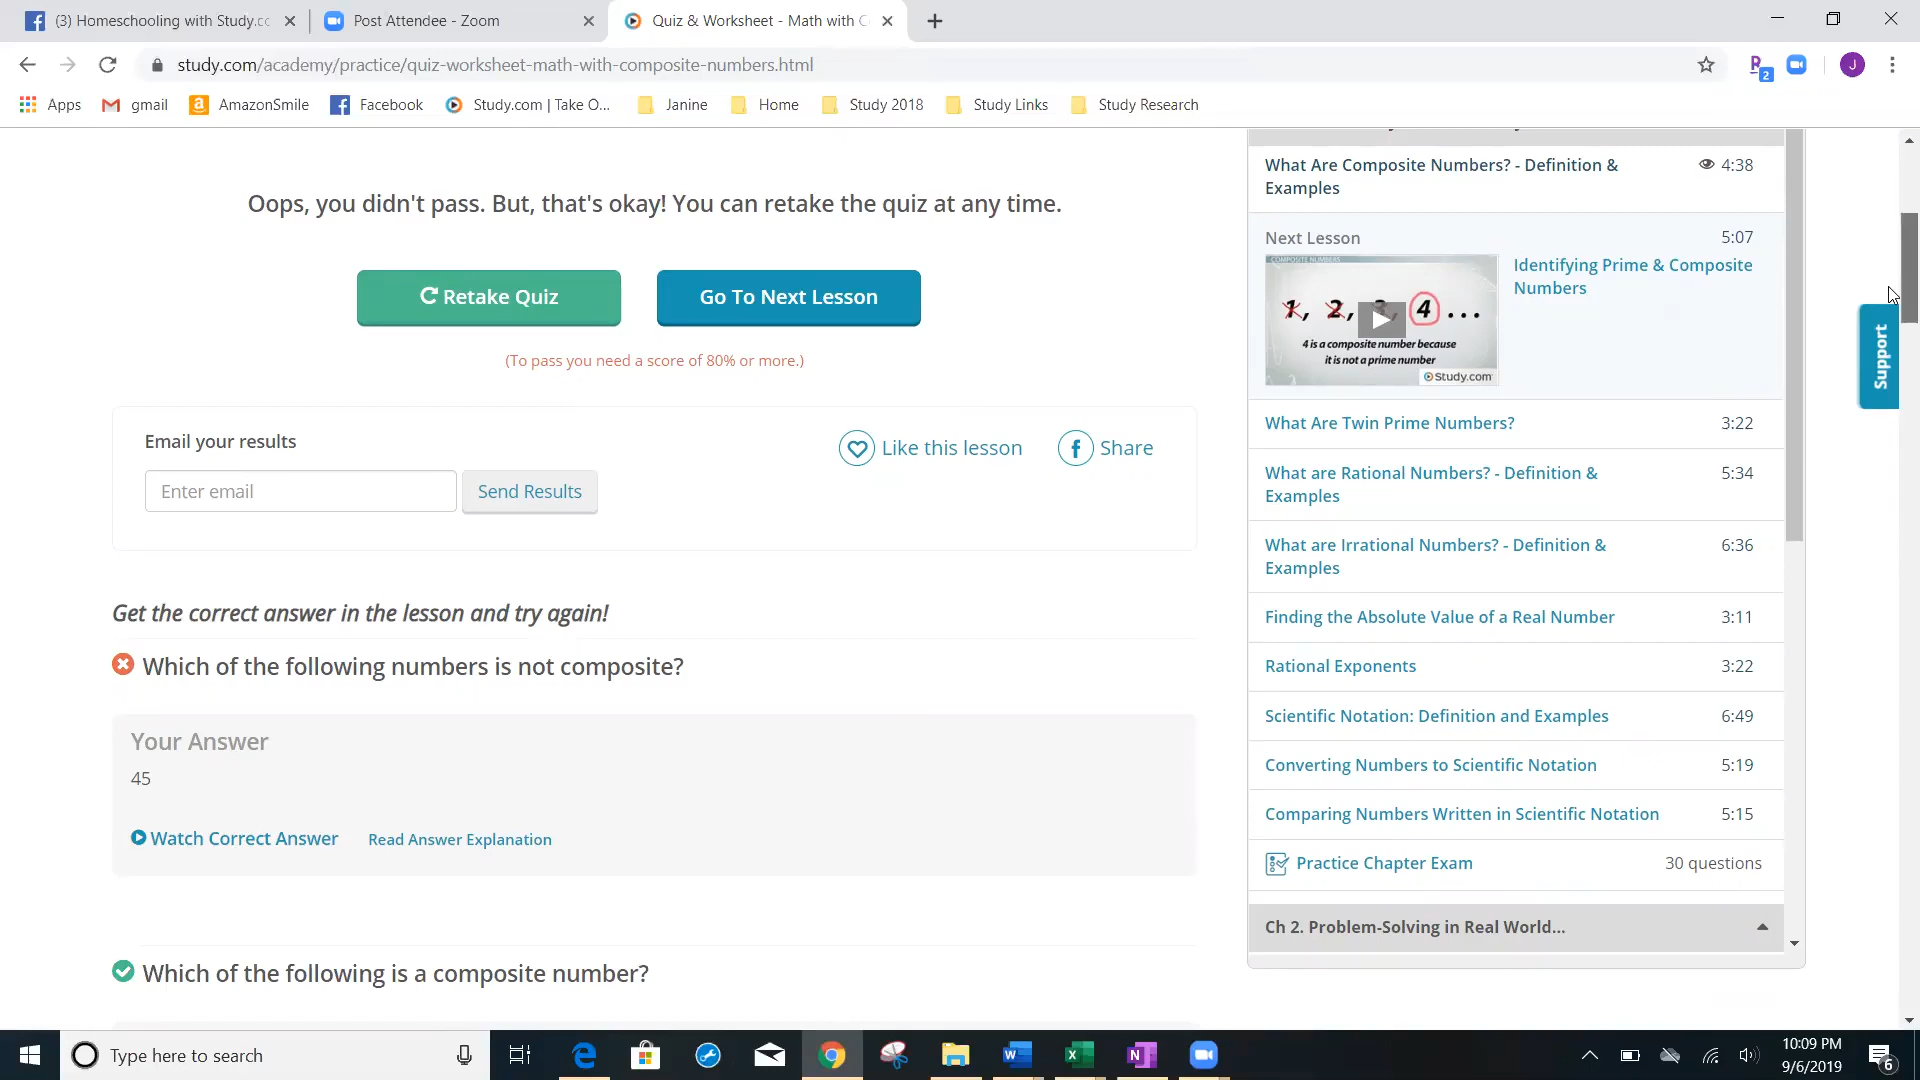 (3) Homeschooling with Study.co
Post Attendee - Zoom
Quiz & Worksheet - Math with C
study.com/academy/practice/quiz-worksheet-math-with-composite-numbers.html
2
J
Apps
gmail
AmazonSmile
Facebook
Study.com | Take O...
Janine
Home
Study 2018
Study Links
Study Research
Oops, you didn't pass. But, that's okay! You can retake the quiz at any time.
Retake Quiz
Go To Next Lesson
(To pass you need a score of 80% or more.)
Email your results
Enter email
Send Results
Like this lesson
Share
Get the correct answer in the lesson and try again!
Which of the following numbers is not composite?
Your Answer
45
Watch Correct Answer
Read Answer Explanation
Which of the following is a composite number?
What Are Composite Numbers? - Definition &
Examples
4:38
Next Lesson
5:07
COMPOSITE NUMBERS
1, 2, 3, 4 ...
4 is a composite number because
it is not a prime number
Study.com
Identifying Prime & Composite
Numbers
What Are Twin Prime Numbers?
3:22
What are Rational Numbers? - Definition &
Examples
5:34
What are Irrational Numbers? - Definition &
Examples
6:36
Finding the Absolute Value of a Real Number
3:11
Rational Exponents
3:22
Scientific Notation: Definition and Examples
6:49
Converting Numbers to Scientific Notation
5:19
Comparing Numbers Written in Scientific Notation
5:15
Practice Chapter Exam
30 questions
Ch 2. Problem-Solving in Real World...
Support
Type here to search
10:09 PM
9/6/2019
6